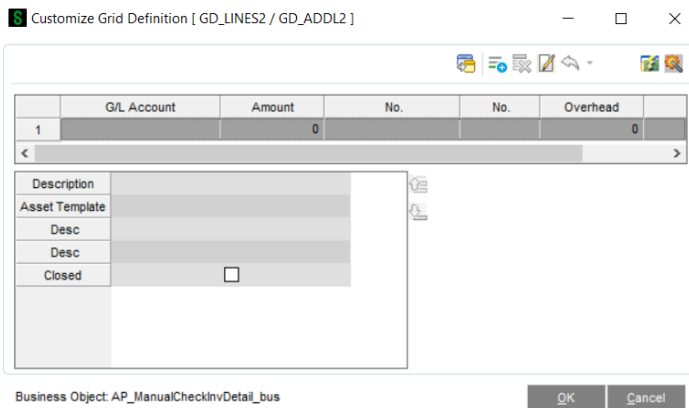 S Customize Grid Definition [ GD_LINES2 / GD_ADDL2 ]
G/L Account Amount No. No. Overhead
1 0 0
Description
Asset Template
Desc
Desc
Closed
Business Object: AP_ManualCheckInvDetail_bus
OK Cancel